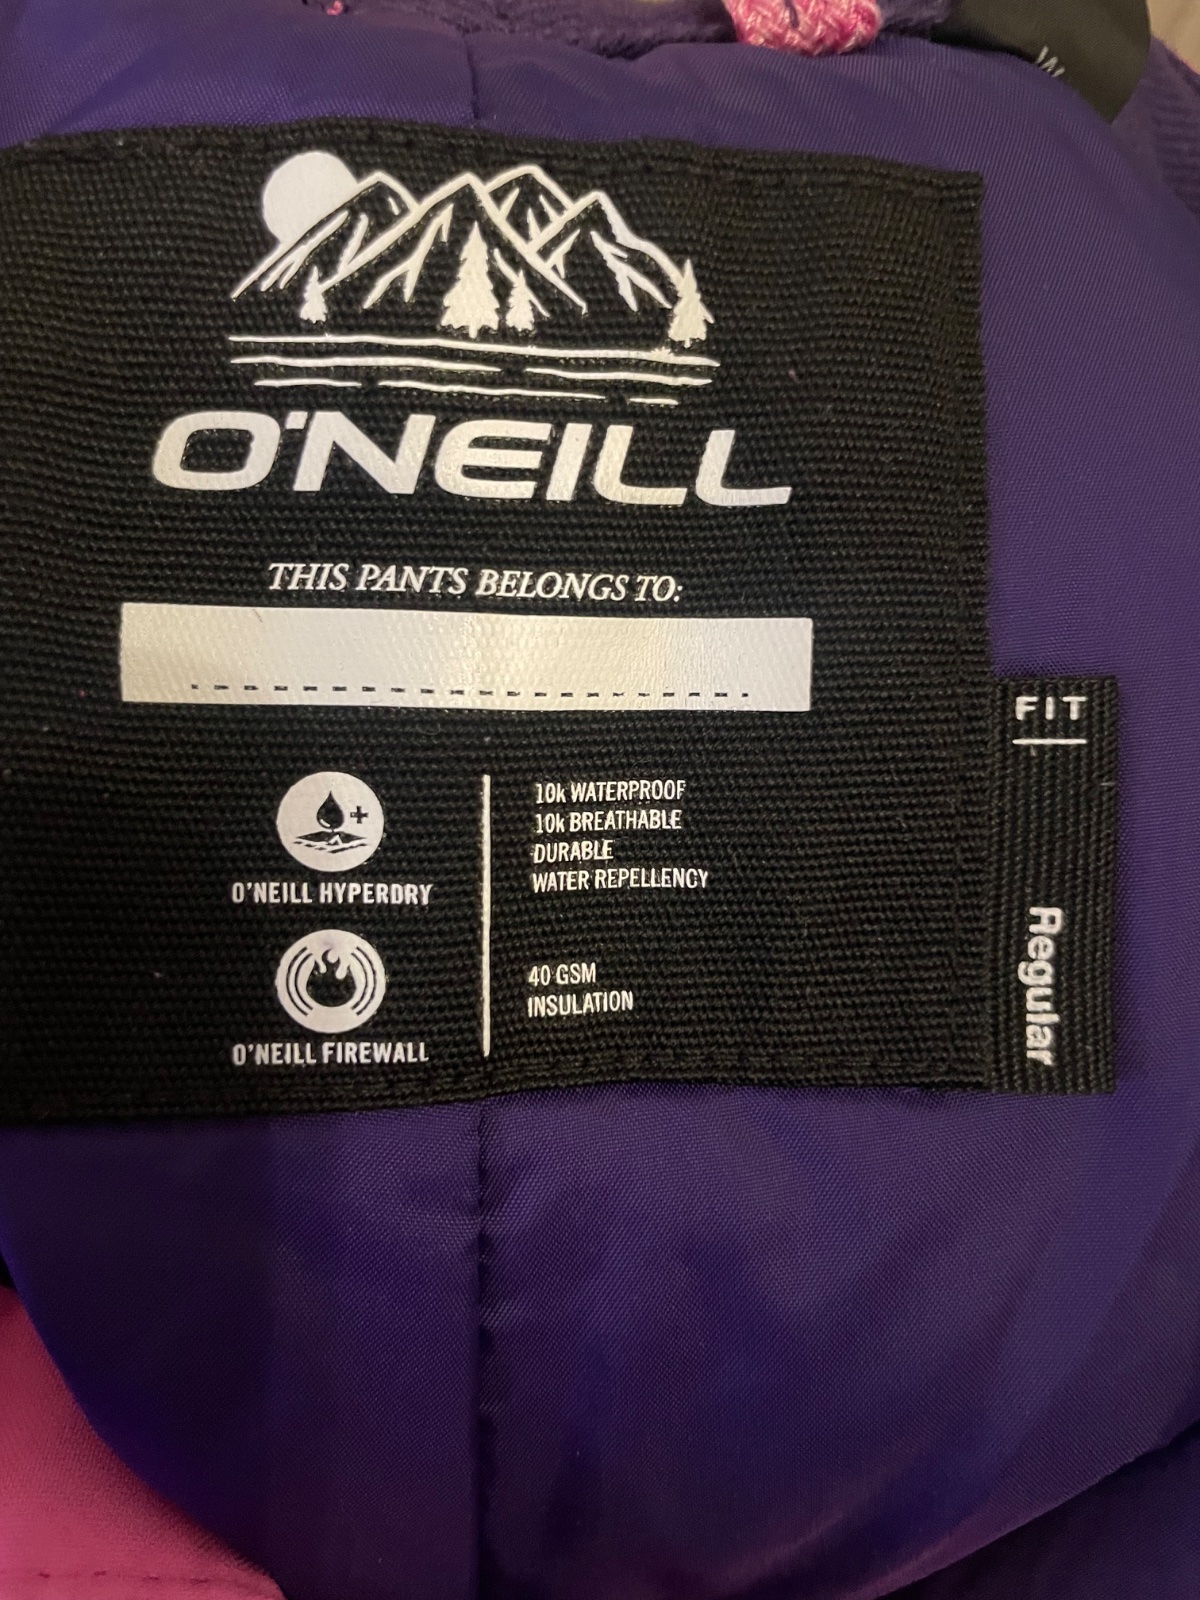 O'NEILL
THIS PANTS BELONGS TO:
O'NEILL HYPERDRY
10k WATERPROOF
10k BREATHABLE
DURABLE
WATER REPELLENCY
O'NEILL FIREWALL
40 GSM
INSULATION
FIT
Regular